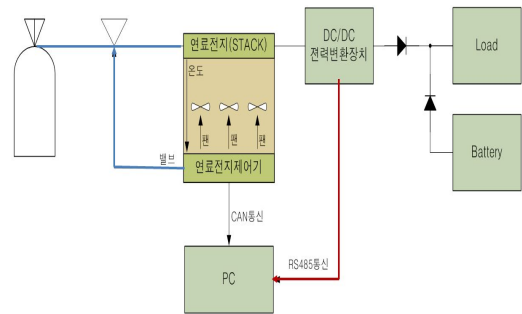 연료전지(STACK)
DC/DC
젼력변환장치
Load
온도
팬
팬
팬
Battery
밸브
연료전지제어기
CAN통신
RS485통신
PC